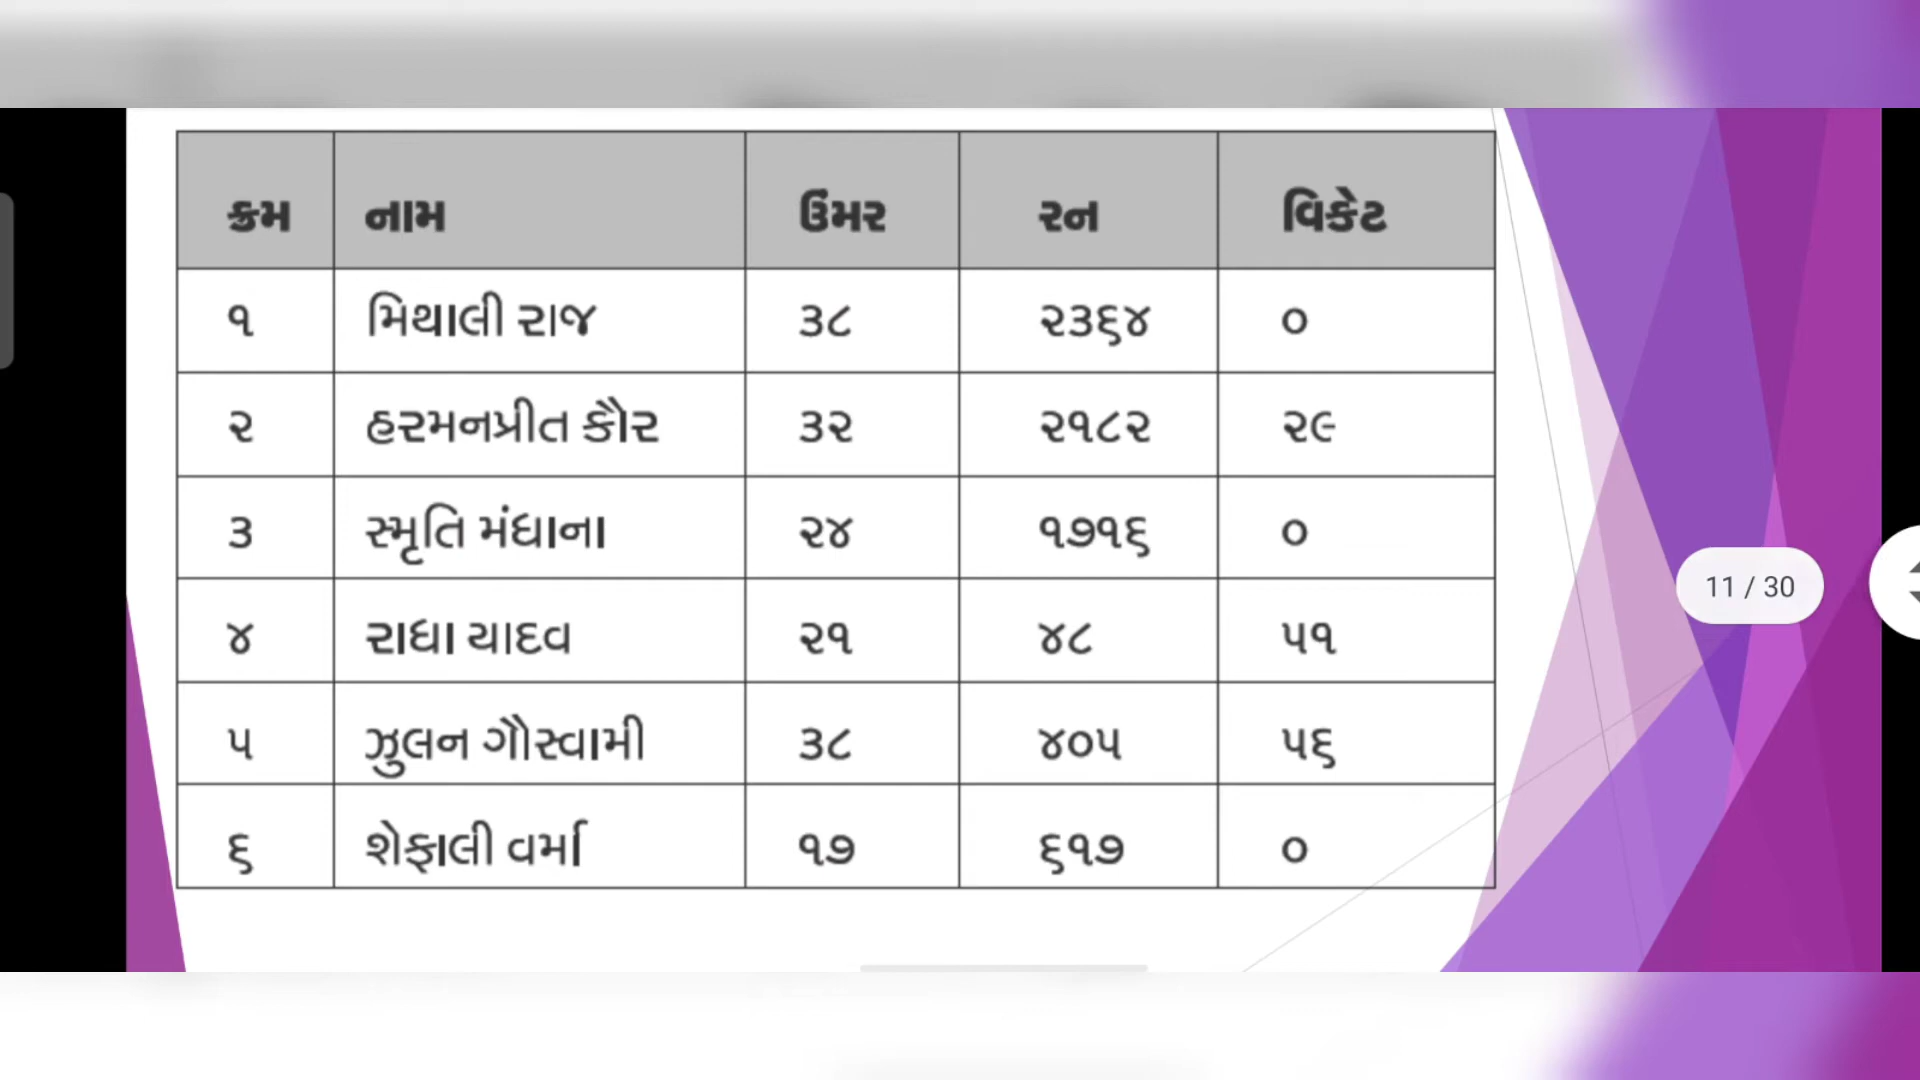 ક્રમ નામ ઉંમર રન વિકેટ
૧ મિથાલી રાજ ૩૮ ૨૩૬૪ ૦
૨ હરમનપ્રીત કૌર ૩૨ ૨૧૮૨ ૨૯
૩ સ્મૃતિ મંધાના ૨૪ ૧૭૧૬ ૦
૪ રાધા યાદવ ૨૧ ૪૮ ૫૧
૫ ઝુલન ગૌસ્વામી ૩૮ ૪૦૫ ૫૬
૬ શેફાલી વર્મા ૧૭ ૬૧૭ ૦
11 / 30